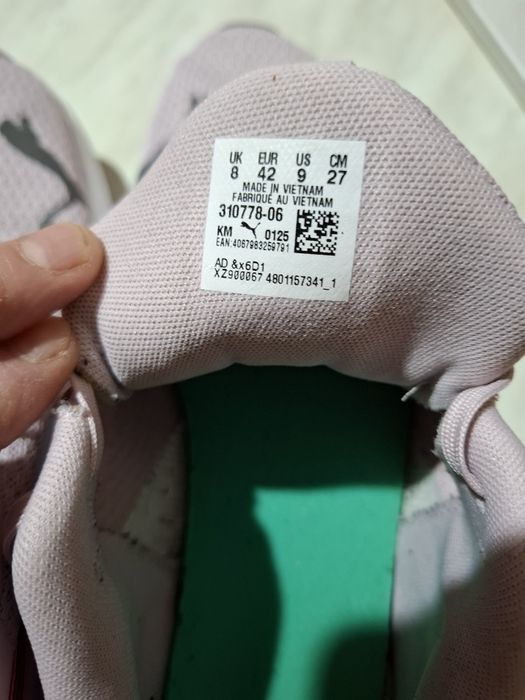 UK EUR US CM
8 42 9 27
MADE IN VIETNAM
FABRIQUÉ AU VIETNAM
310778-06
KM 0125
EAN:4067983259791
AD &x6D1
XZ900067 4801157341_1